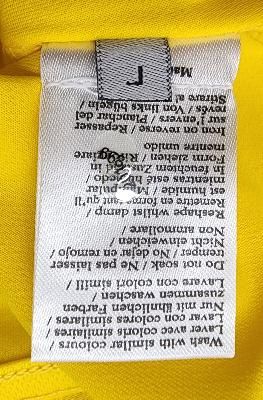 Wash with similar colours
Laver avec coloris similaires
Lavar con colores similares
Nur mit ähnlichen Farben
zusammen waschen
Lavare con colori simili
Do not soak / Ne pas laisser
tremper / No dejar en remojo
Nicht einweichen
Non ammollare
Reshape whilst damp /
Remettre en forme tant qu'il
est humide /
mientras esté húmedo
In feuchtem Zustand in
Form ziehen /
mentre umido
Iron on reverse / Repasser
sur l'envers / Planchar del
revés / Von links bügeln
Stirare al
L